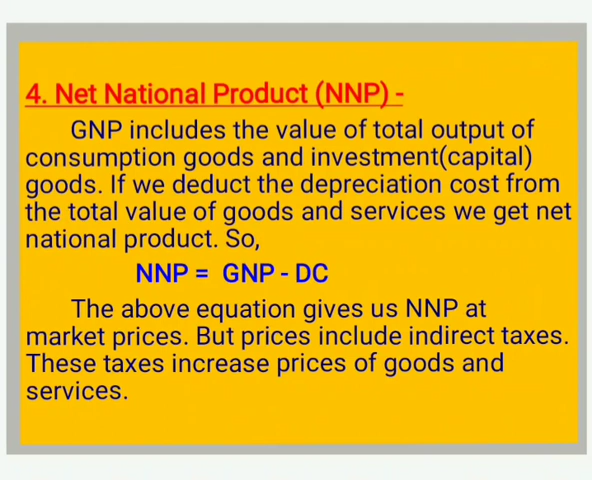 4. Net National Product (NNP) -
GNP includes the value of total output of
consumption goods and investment(capital)
goods. If we deduct the depreciation cost from
the total value of goods and services we get net
national product. So,
NNP = GNP - DC
The above equation gives us NNP at
market prices. But prices include indirect taxes.
These taxes increase prices of goods and
services.